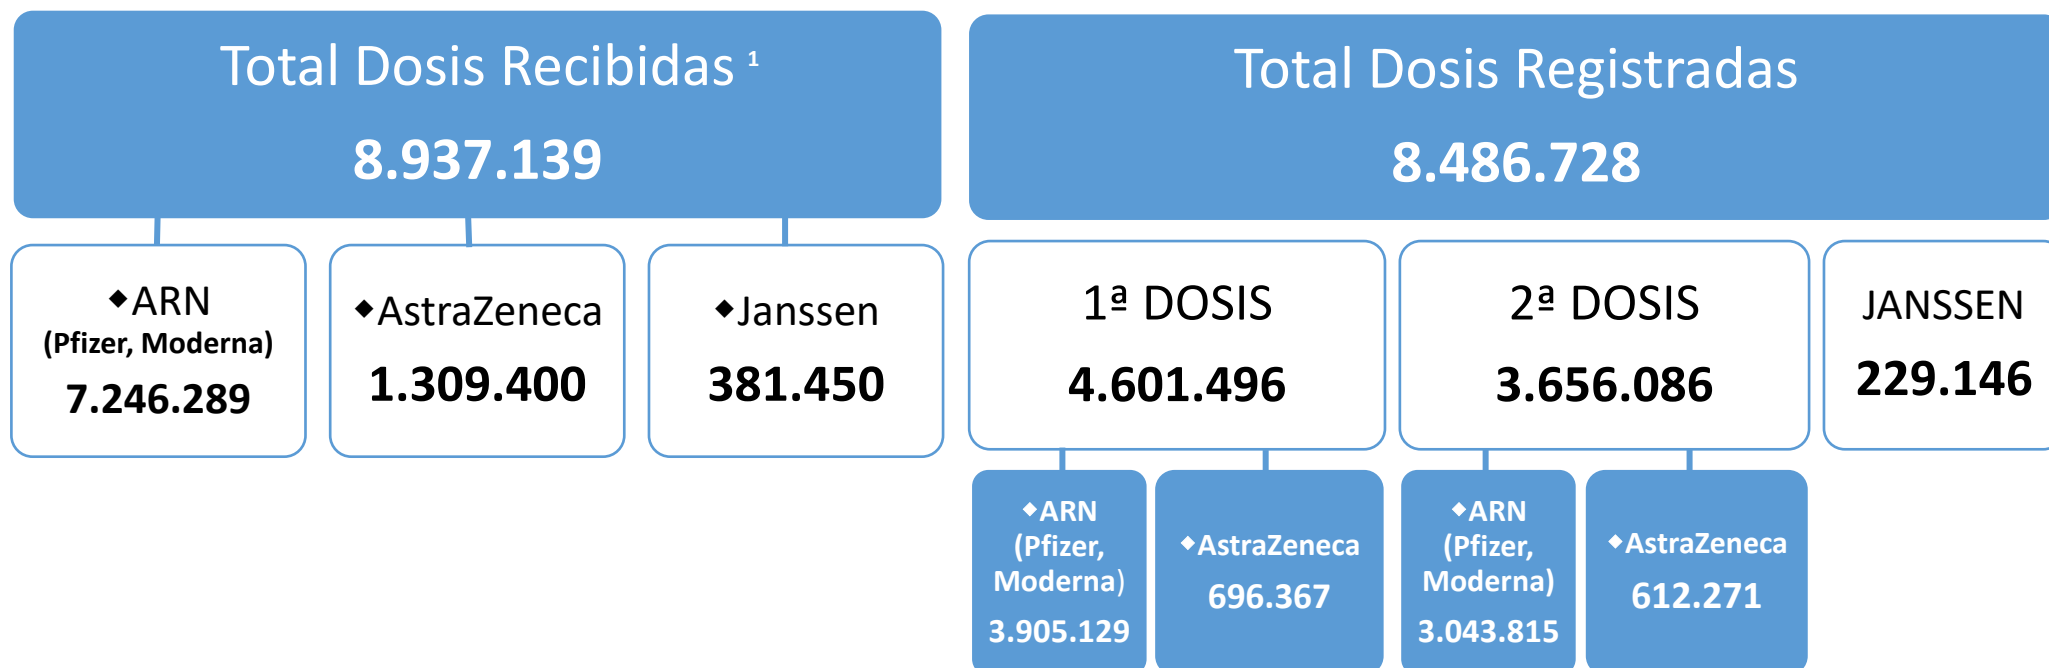 Total Dosis Recibidas ¹
8.937.139
◆ARN
(Pfizer, Moderna)
7.246.289
◆AstraZeneca
1.309.400
◆Janssen
381.450
Total Dosis Registradas
8.486.728
1ª DOSIS
4.601.496
◆ARN
(Pfizer,
Moderna)
3.905.129
◆AstraZeneca
696.367
2ª DOSIS
3.656.086
◆ARN
(Pfizer,
Moderna)
3.043.815
◆AstraZeneca
612.271
JANSSEN
229.146